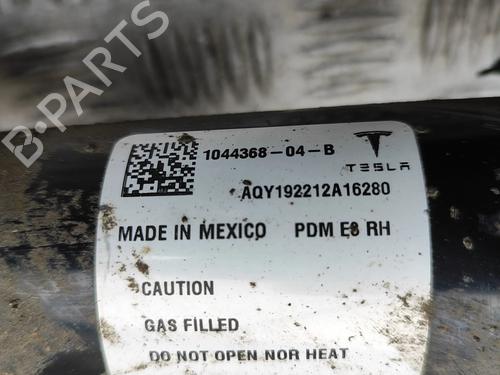 1044368-04-B
TESLA
AQY192212A16280
MADE IN MEXICO PDM E8 RH
CAUTION
GAS FILLED
DO NOT OPEN NOR HEAT
B-PARTS